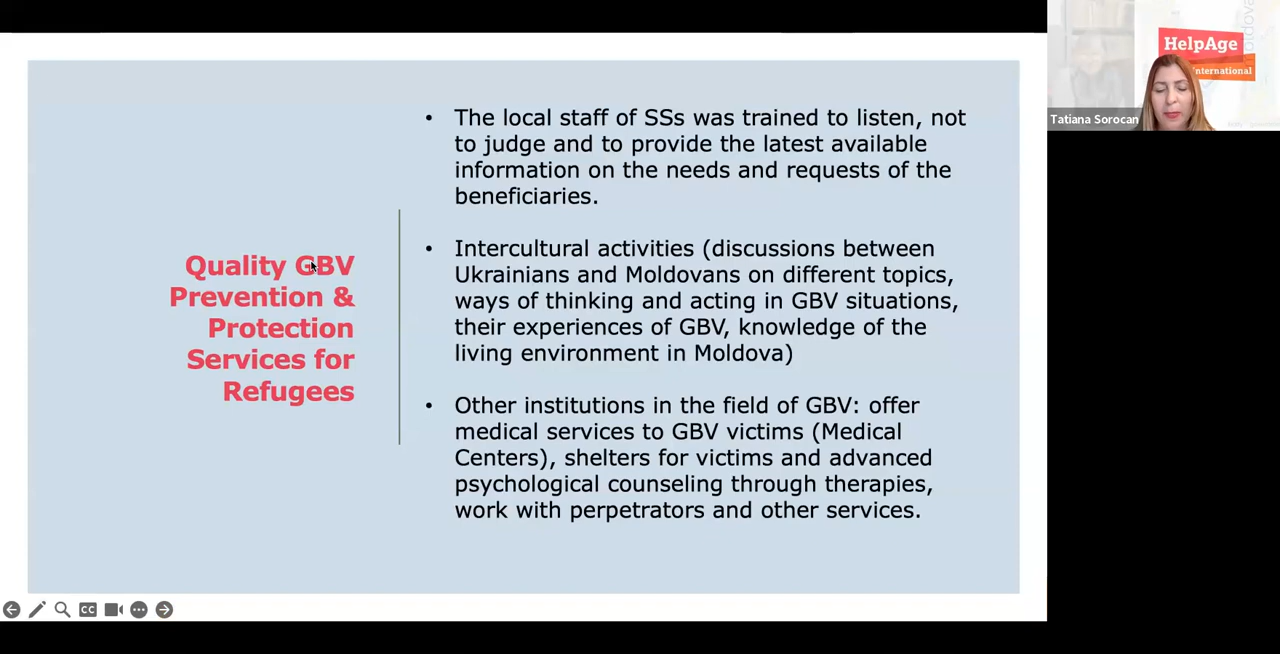 Quality GBV
Prevention &
Protection
Services for
Refugees
• The local staff of SSs was trained to listen, not
to judge and to provide the latest available
information on the needs and requests of the
beneficiaries.
• Intercultural activities (discussions between
Ukrainians and Moldovans on different topics,
ways of thinking and acting in GBV situations,
their experiences of GBV, knowledge of the
living environment in Moldova)
• Other institutions in the field of GBV: offer
medical services to GBV victims (Medical
Centers), shelters for victims and advanced
psychological counseling through therapies,
work with perpetrators and other services.
CC
HelpAge
International
Tatiana Sorocan